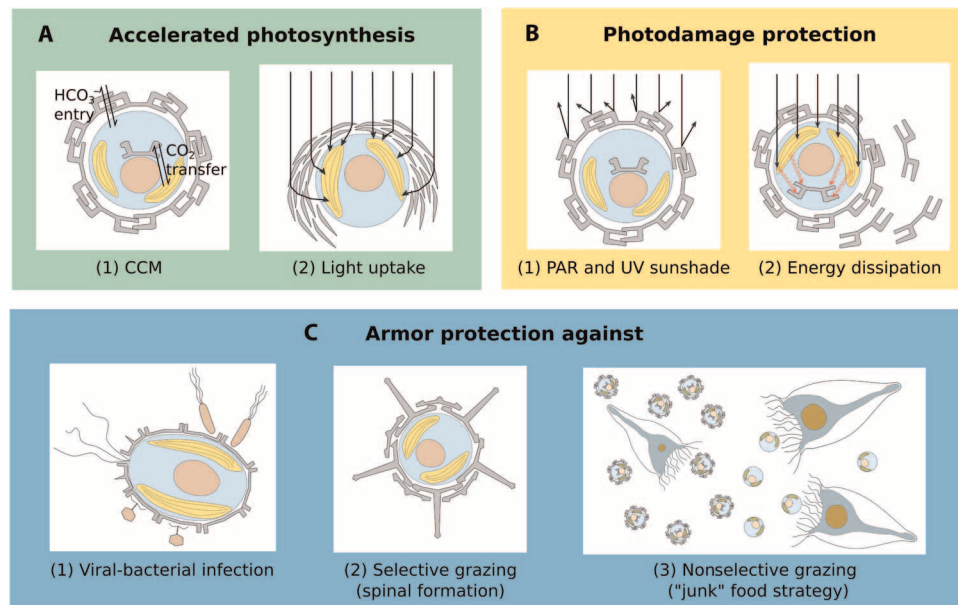 A Accelerated photosynthesis
HCO₃⁻
entry
CO₂
transfer
(1) CCM
(2) Light uptake
B Photodamage protection
(1) PAR and UV sunshade
(2) Energy dissipation
C Armor protection against
(1) Viral-bacterial infection
(2) Selective grazing
(spinal formation)
(3) Nonselective grazing
("junk" food strategy)